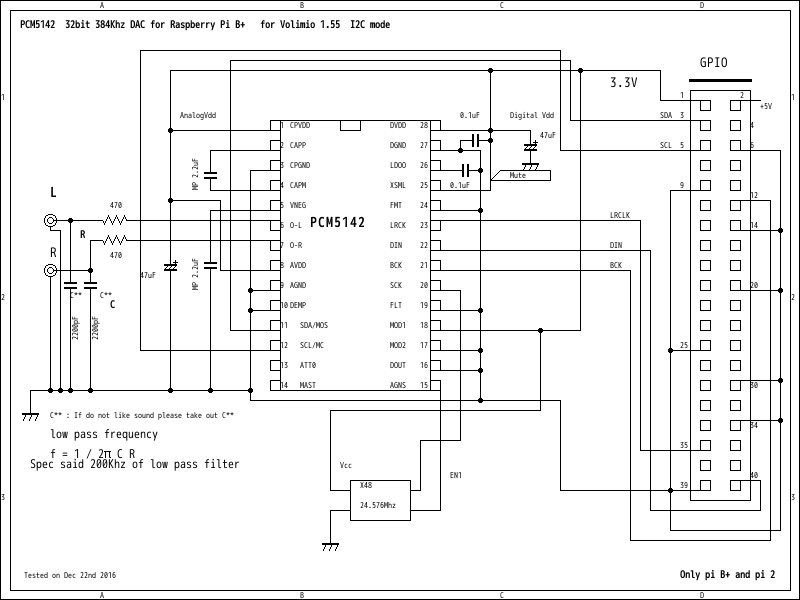 A B C D
PCM5142 32bit 384Khz DAC for Raspberry Pi B+ for Volimio 1.55 I2C mode
GPIO
3.3V
1 2
+5V
SDA 3
4
SCL 5
6
9
12
14
20
25
30
34
35
39
40
LRCLK
DIN
BCK
AnalogVdd
0.1uF
Digital Vdd
47uF
Mute
0.1uF
PCM5142
1 CPVDD
2 CAPP
3 CPGND
4 CAPM
5 VNEG
6 O-L
7 O-R
8 AVDD
9 AGND
10 DEMP
11 SDA/MOS
12 SCL/MC
13 ATT0
14 MAST
DVDD 28
DGND 27
LDOO 26
XSML 25
FMT 24
LRCK 23
DIN 22
BCK 21
SCK 20
FLT 19
MOD1 18
MOD2 17
DOUT 16
AGNS 15
MP 2.2uF
MP 2.2uF
L
470
R
R
470
47uF
C** C**
C
2200pF
2200pF
C** : If do not like sound please take out C**
low pass frequency
f = 1 / 2π C R
Spec said 200Khz of low pass filter
Vcc
EN1
X48
24.576Mhz
1 1
2 2
3 3
Tested on Dec 22nd 2016
Only pi B+ and pi 2
A B C D